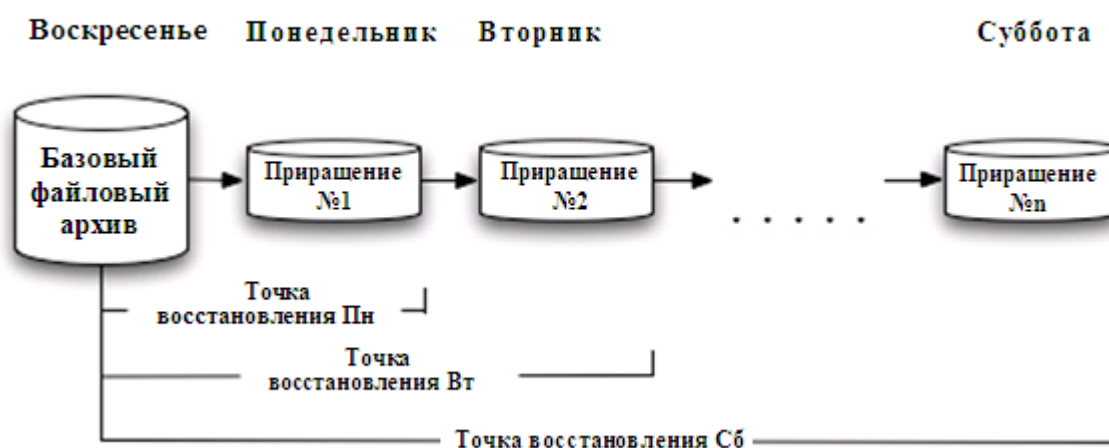 Воскресенье Понедельник Вторник Суббота
Базовый
файловый
архив
Приращение
№1
Приращение
№2
. . . . .
Приращение
№n
Точка
восстановления Пн
Точка
восстановления Вт
Точка восстановления Сб